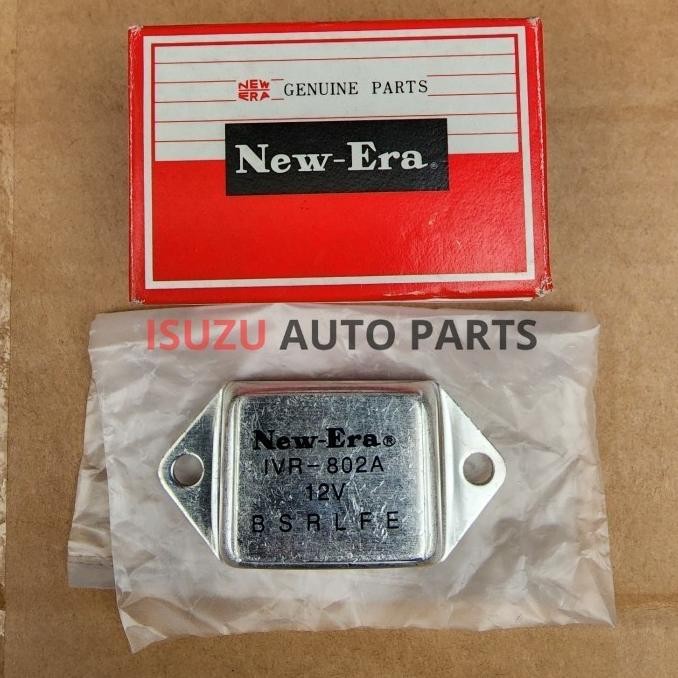 NEW ERA GENUINE PARTS
New-Era®
ISUZU AUTO PARTS
New-Era®
IVR-802A
12V
B S R L F E